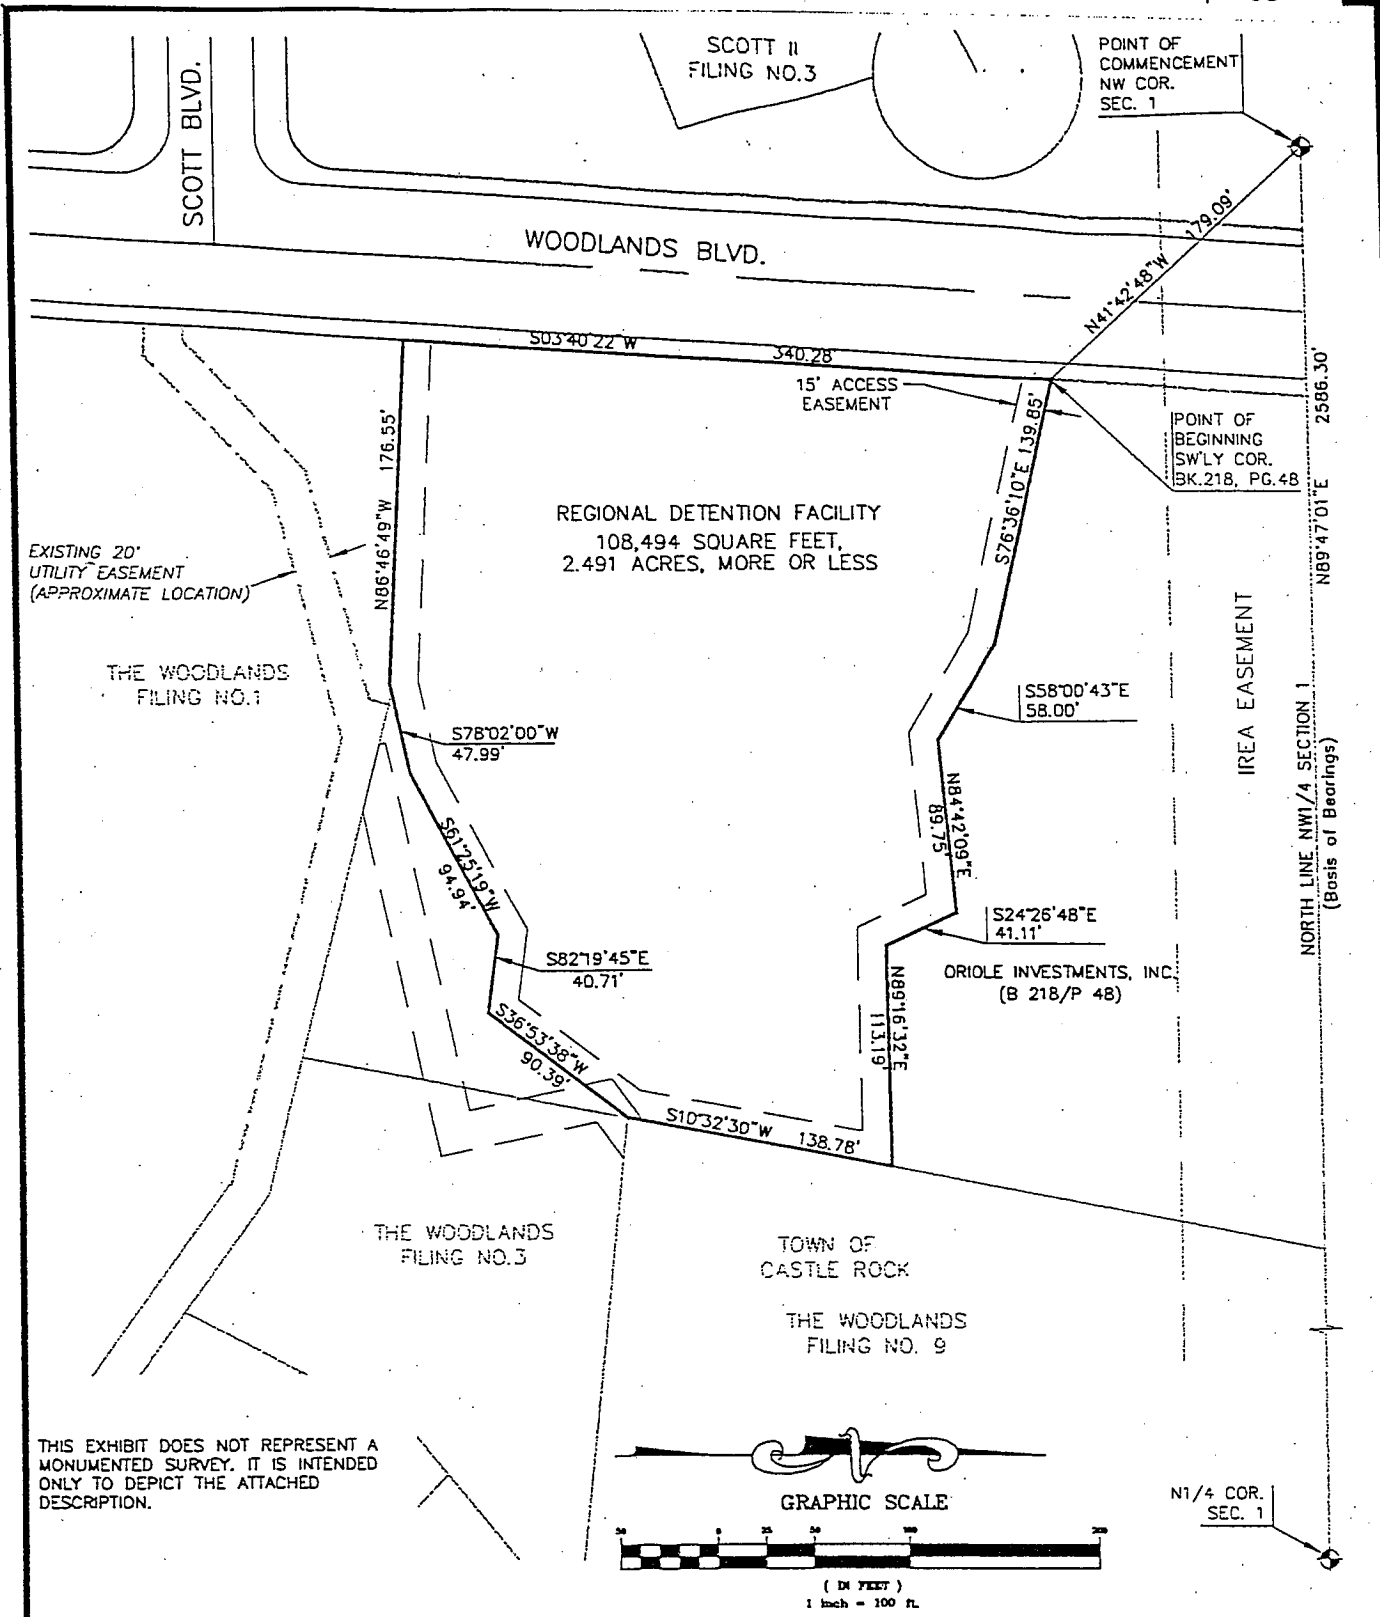 SCOTT II
FILING NO.3
POINT OF
COMMENCEMENT
NW COR.
SEC. 1
SCOTT BLVD.
WOODLANDS BLVD.
179.09'
N41°42'48"W
S03°40'22"W
340.28'
15' ACCESS
EASEMENT
POINT OF
BEGINNING
SW'LY COR.
BK.218, PG.48
N89°47'01"E 2586.30'
N86°46'49"W 176.55'
S76°36'10"E 139.85'
REGIONAL DETENTION FACILITY
108,494 SQUARE FEET,
2.491 ACRES, MORE OR LESS
EXISTING 20'
UTILITY EASEMENT
(APPROXIMATE LOCATION)
THE WOODLANDS
FILING NO.1
IREA EASEMENT
S58°00'43"E
58.00'
S78°02'00"W
47.99'
NORTH LINE NW1/4 SECTION 1
(Basis of Bearings)
N84°42'09"E
89.75'
S61°25'19"W
94.94'
S24°26'48"E
41.11'
S82°19'45"E
40.71'
ORIOLE INVESTMENTS, INC.
(B 218/P 48)
N89°16'32"E
113.19'
S36°53'38"W
90.39'
S10°32'30"W
138.78'
THE WOODLANDS
FILING NO.3
TOWN OF
CASTLE ROCK
THE WOODLANDS
FILING NO. 9
THIS EXHIBIT DOES NOT REPRESENT A
MONUMENTED SURVEY. IT IS INTENDED
ONLY TO DEPICT THE ATTACHED
DESCRIPTION.
GRAPHIC SCALE
50 0 25 50 100 200
( IN FEET )
1 inch = 100 ft.
N1/4 COR.
SEC. 1